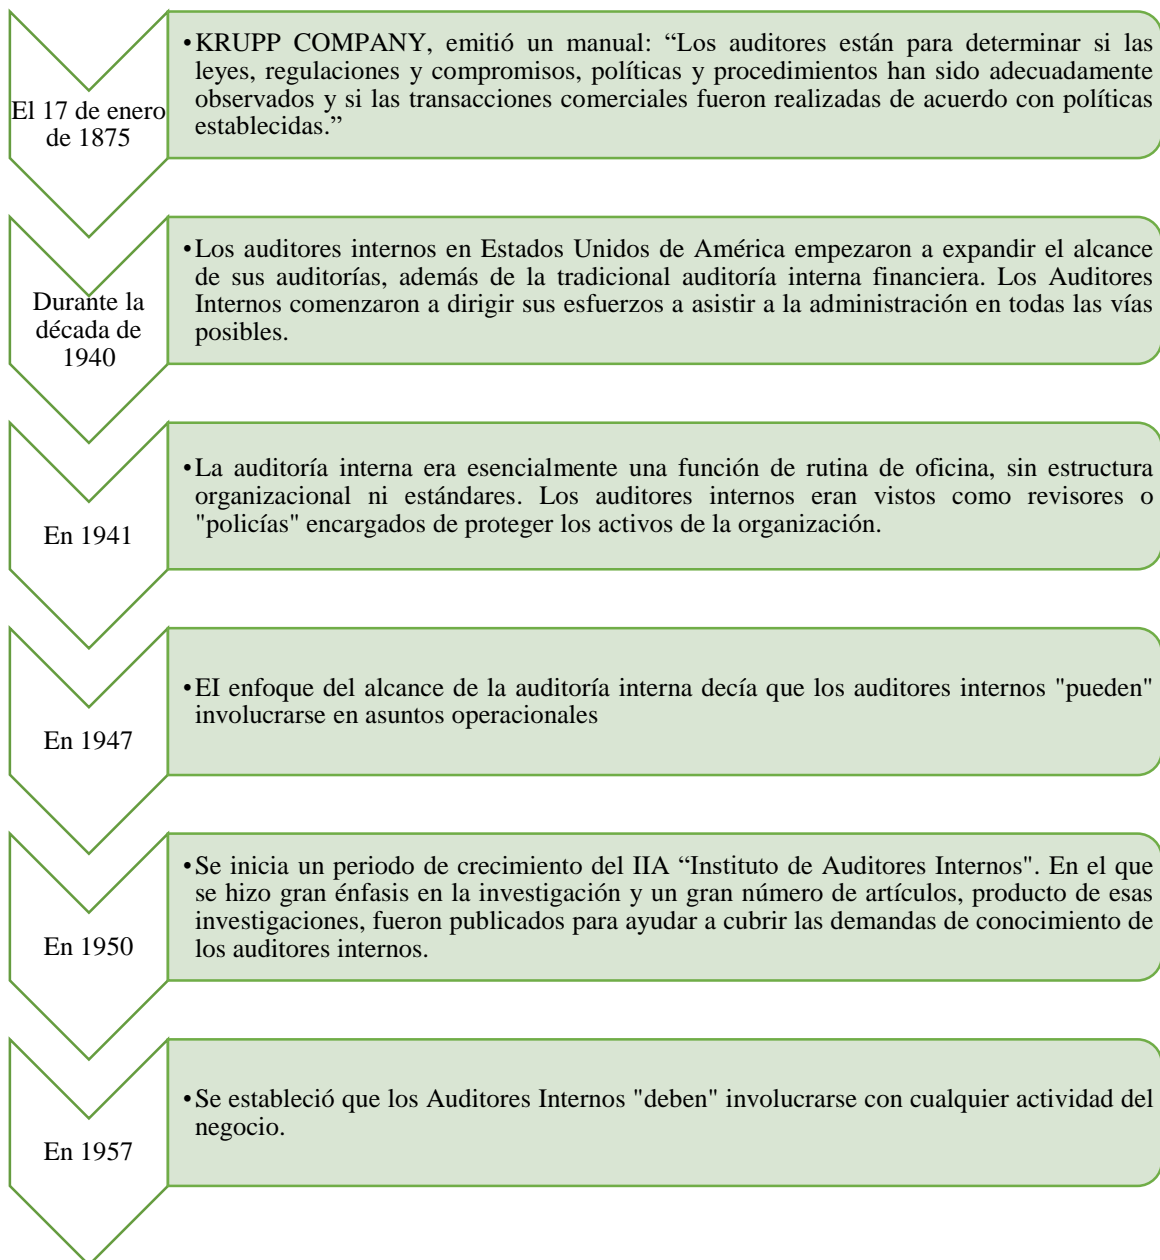 El 17 de enero
de 1875
•KRUPP COMPANY, emitió un manual: “Los auditores están para determinar si las
leyes, regulaciones y compromisos, políticas y procedimientos han sido adecuadamente
observados y si las transacciones comerciales fueron realizadas de acuerdo con políticas
establecidas.”
Durante la
década de
1940
•Los auditores internos en Estados Unidos de América empezaron a expandir el alcance
de sus auditorías, además de la tradicional auditoría interna financiera. Los Auditores
Internos comenzaron a dirigir sus esfuerzos a asistir a la administración en todas las vías
posibles.
En 1941
•La auditoría interna era esencialmente una función de rutina de oficina, sin estructura
organizacional ni estándares. Los auditores internos eran vistos como revisores o
"policías" encargados de proteger los activos de la organización.
En 1947
•EI enfoque del alcance de la auditoría interna decía que los auditores internos "pueden"
involucrarse en asuntos operacionales
En 1950
•Se inicia un periodo de crecimiento del IIA “Instituto de Auditores Internos". En el que
se hizo gran énfasis en la investigación y un gran número de artículos, producto de esas
investigaciones, fueron publicados para ayudar a cubrir las demandas de conocimiento de
los auditores internos.
En 1957
•Se estableció que los Auditores Internos "deben" involucrarse con cualquier actividad del
negocio.